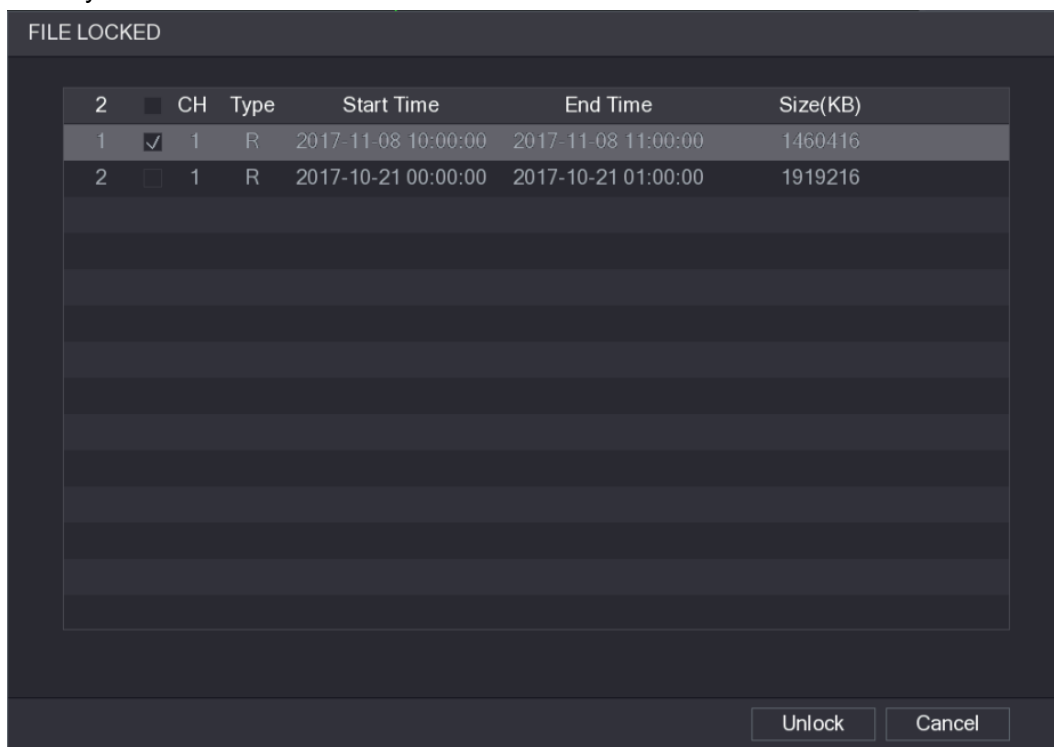 FILE LOCKED
2 CH Type Start Time End Time Size(KB)
1 1 R 2017-11-08 10:00:00 2017-11-08 11:00:00 1460416
2 1 R 2017-10-21 00:00:00 2017-10-21 01:00:00 1919216
Unlock Cancel